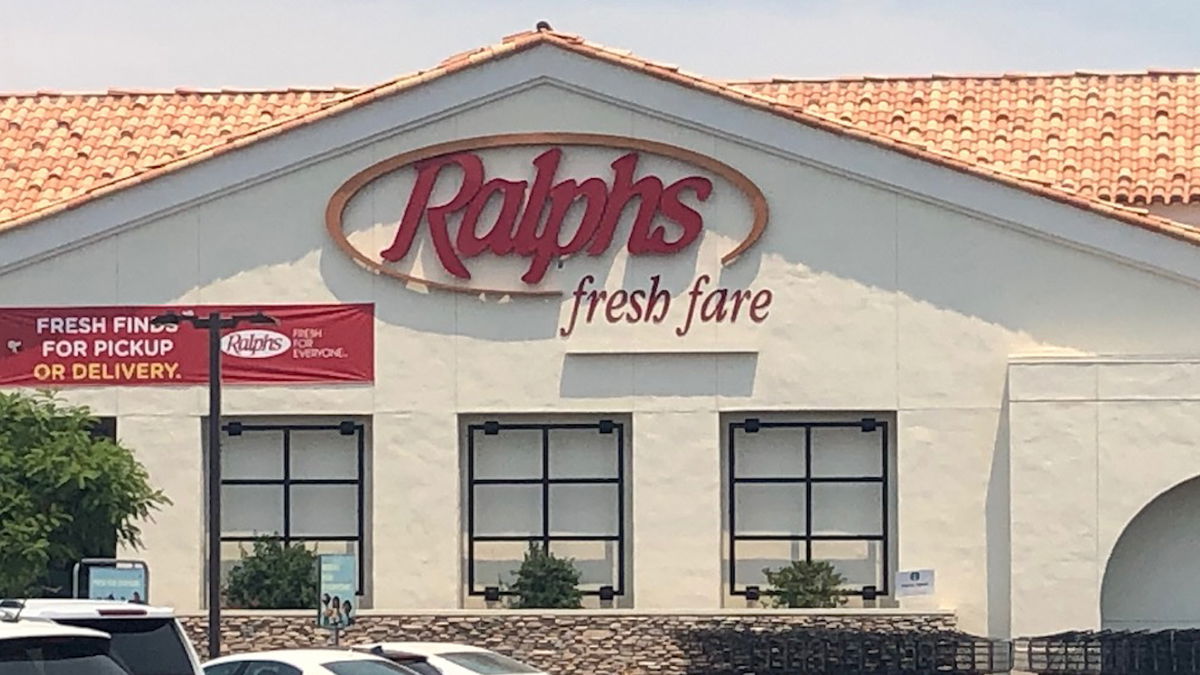 Ralphs
fresh fare
FRESH FINDS
FOR PICKUP
OR DELIVERY.
Ralphs
FRESH
FOR
EVERYONE.